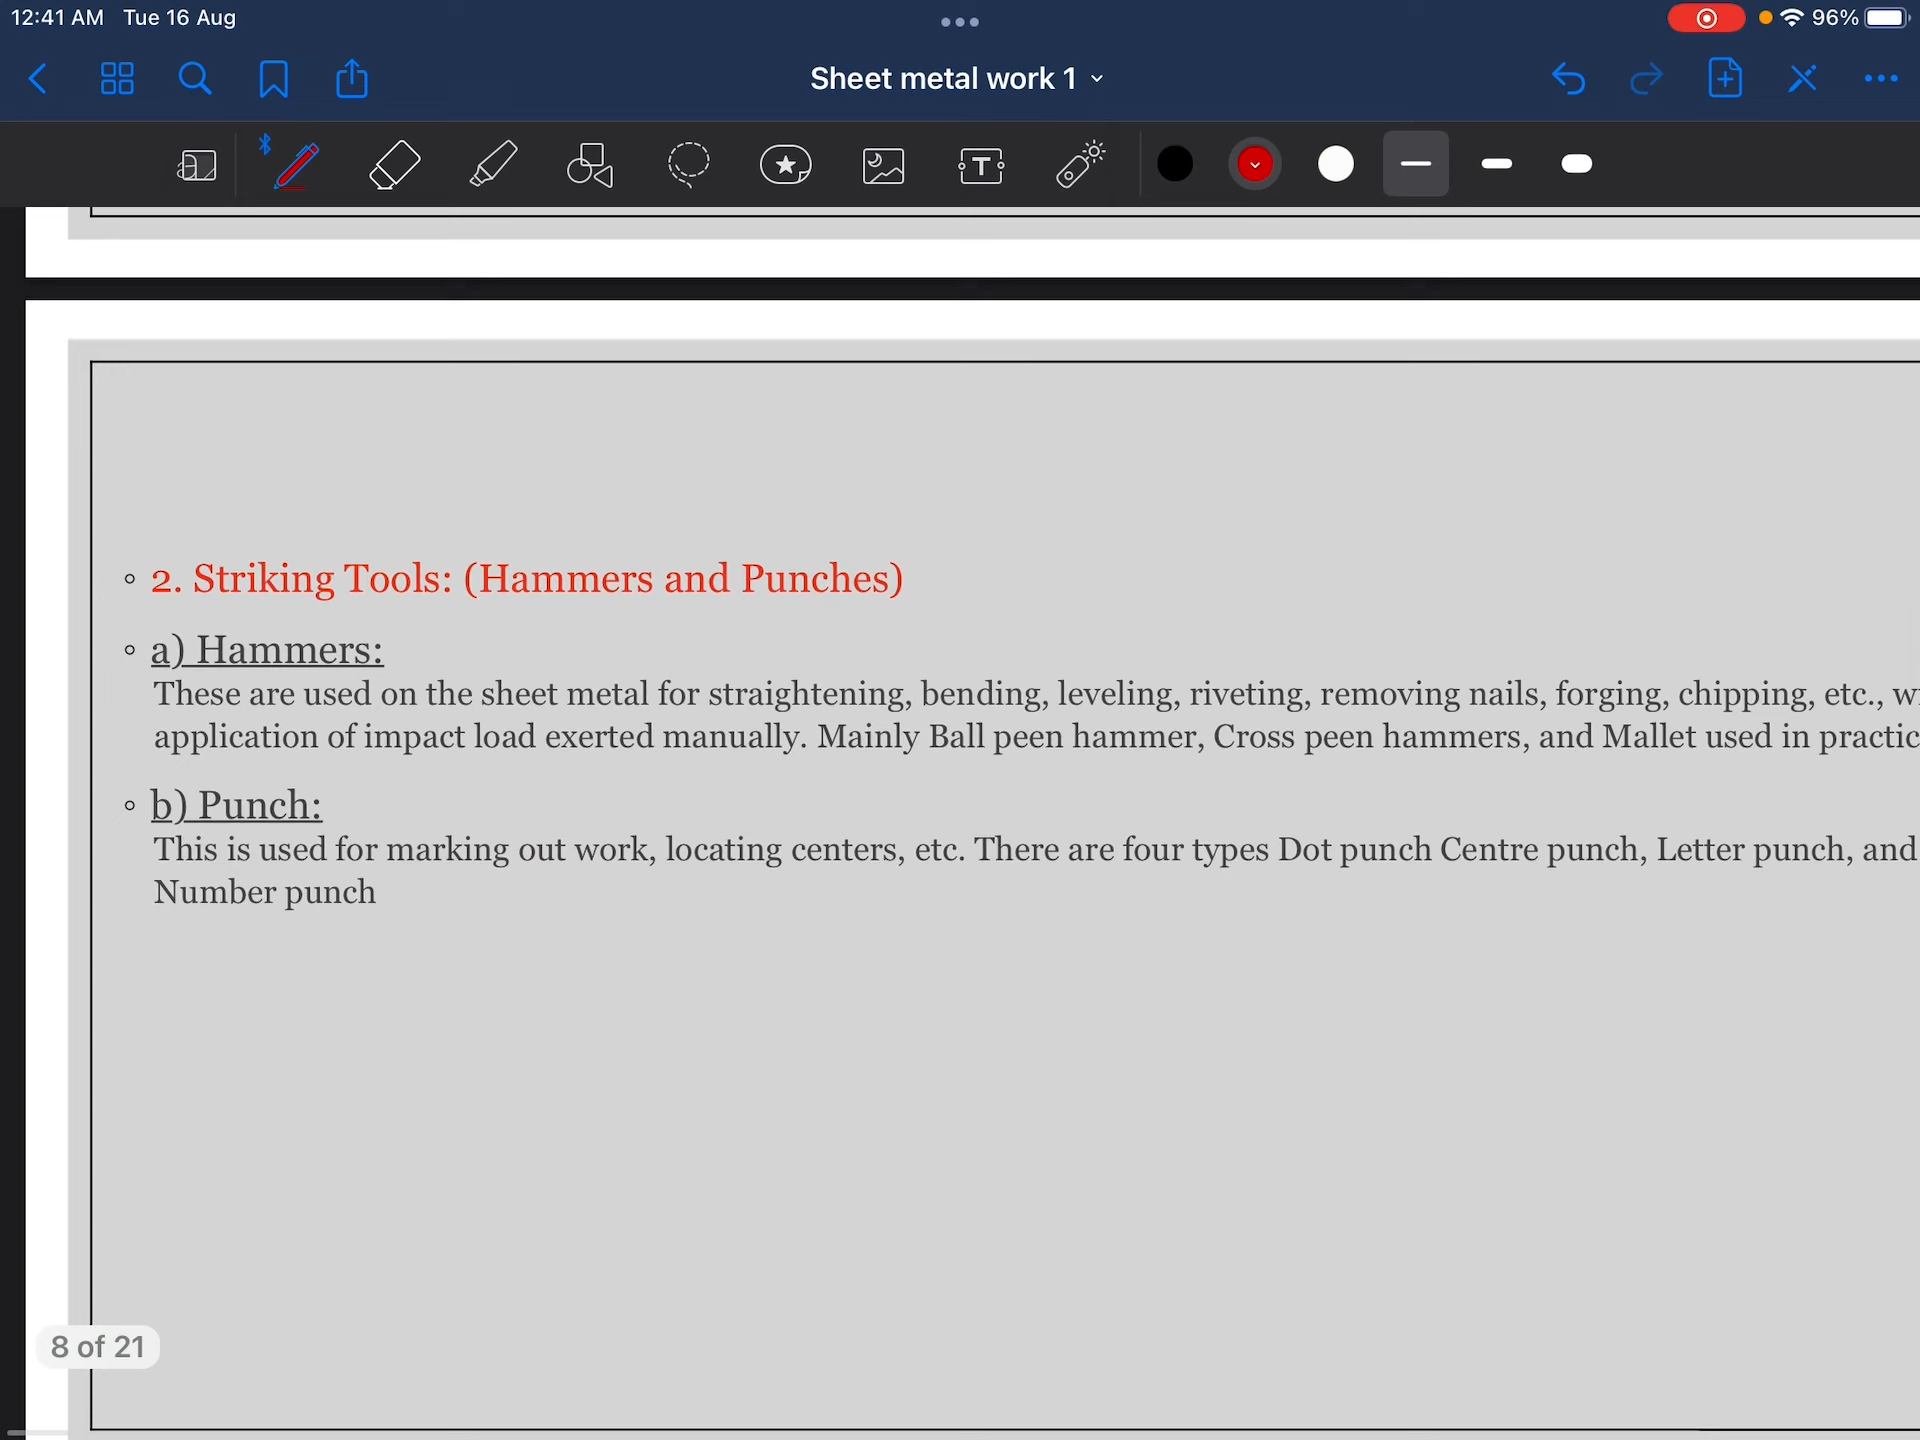 12:41 AM Tue 16 Aug
96%
Sheet metal work 1
2. Striking Tools: (Hammers and Punches)
a) Hammers:
These are used on the sheet metal for straightening, bending, leveling, riveting, removing nails, forging, chipping, etc.,
application of impact load exerted manually. Mainly Ball peen hammer, Cross peen hammers, and Mallet used in
b) Punch:
This is used for marking out work, locating centers, etc. There are four types Dot punch Centre punch, Letter punch, and
Number punch
8 of 21